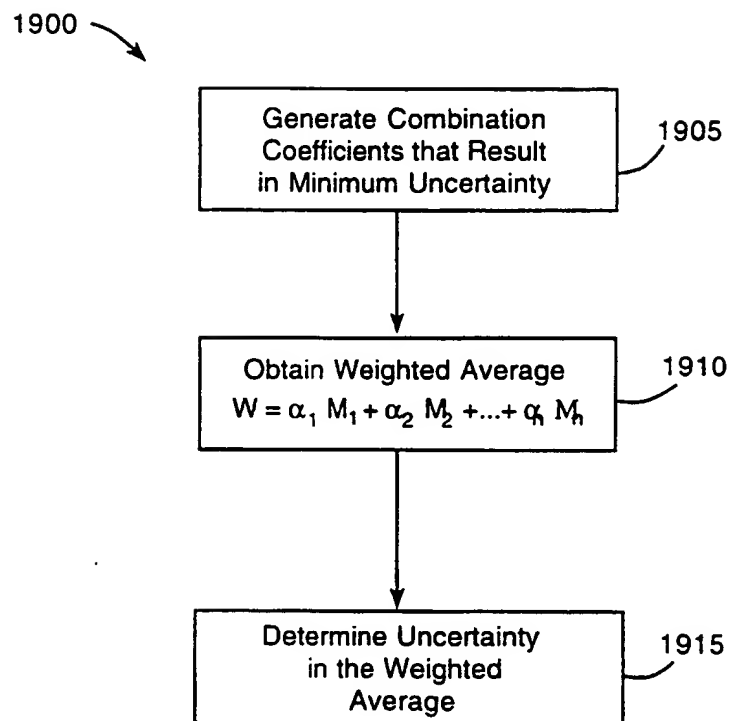 1900
Generate Combination
Coefficients that Result
in Minimum Uncertainty
1905
Obtain Weighted Average
W = α₁ M₁ + α₂ M₂ +...+ αₙ Mₙ
1910
Determine Uncertainty
in the Weighted
Average
1915